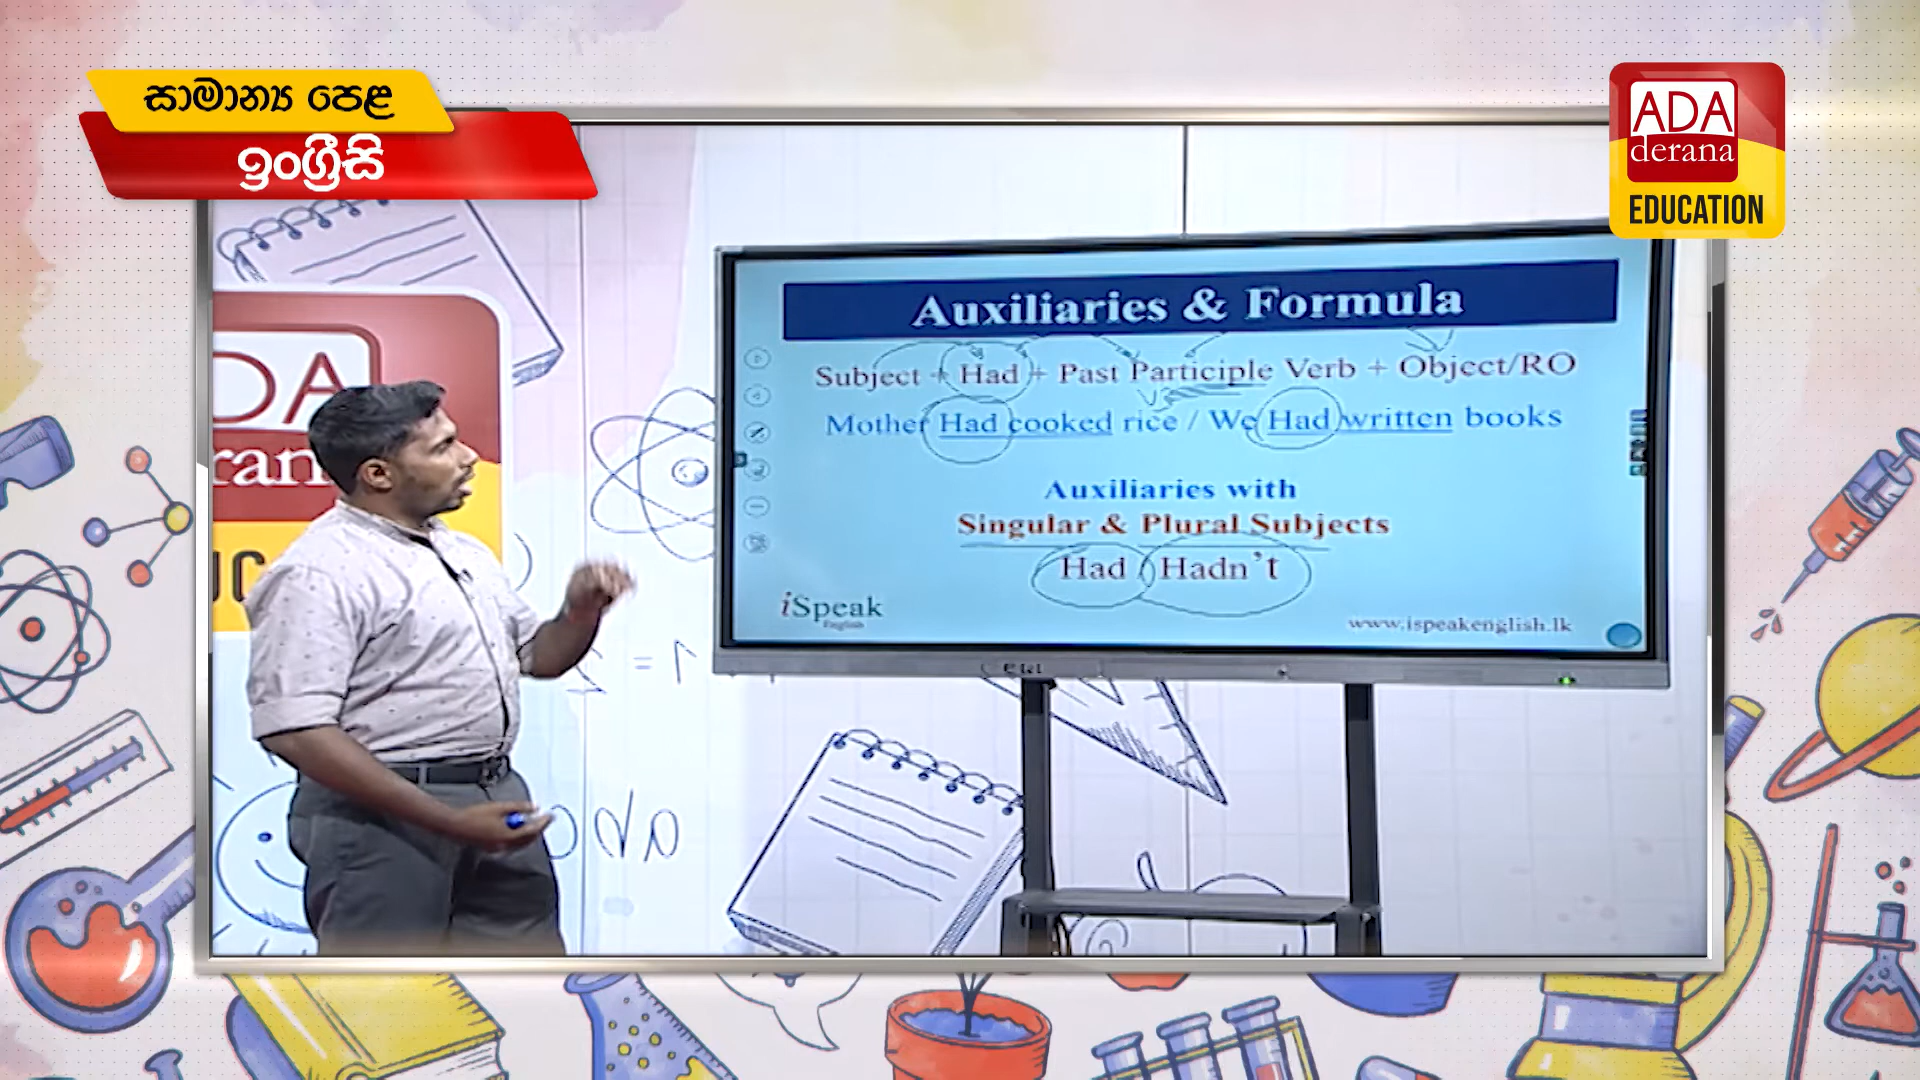 සාමාන්‍ය පෙළ
ඉංග්‍රීසි
ADA
derana
EDUCATION
Auxiliaries & Formula
Subject + Had + Past Participle Verb + Object/RO
Mother Had cooked rice / We Had written books
Auxiliaries with
Singular & Plural Subjects
Had / Hadn't
iSpeak
English
www.ispeakenglish.lk